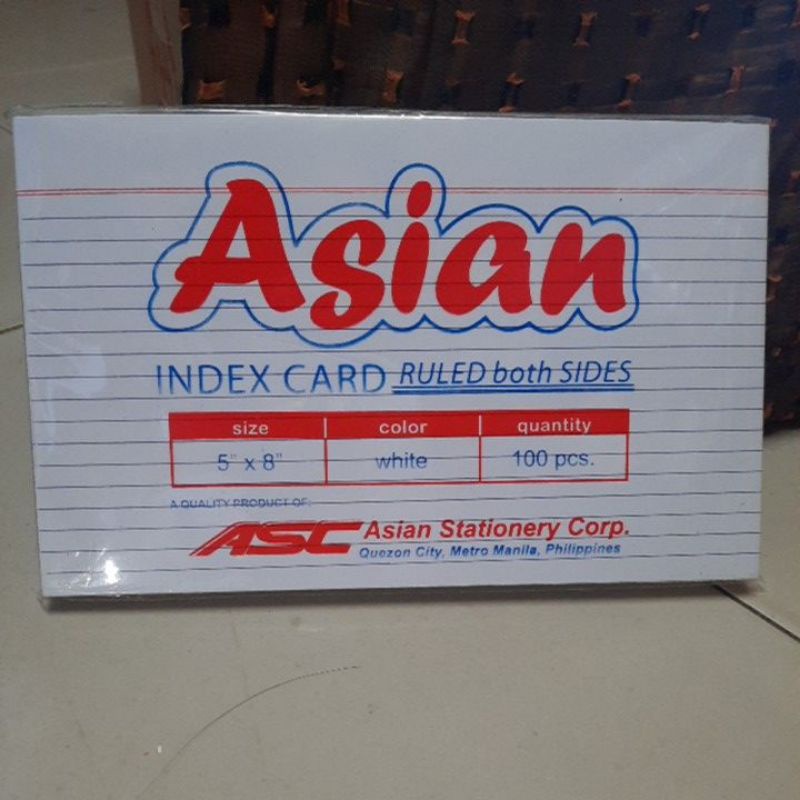 Asian
INDEX CARD RULED both SIDES
size color quantity
5" x 8" white 100 pcs.
A QUALITY PRODUCT OF:
ASC Asian Stationery Corp.
Quezon City, Metro Manila, Philippines